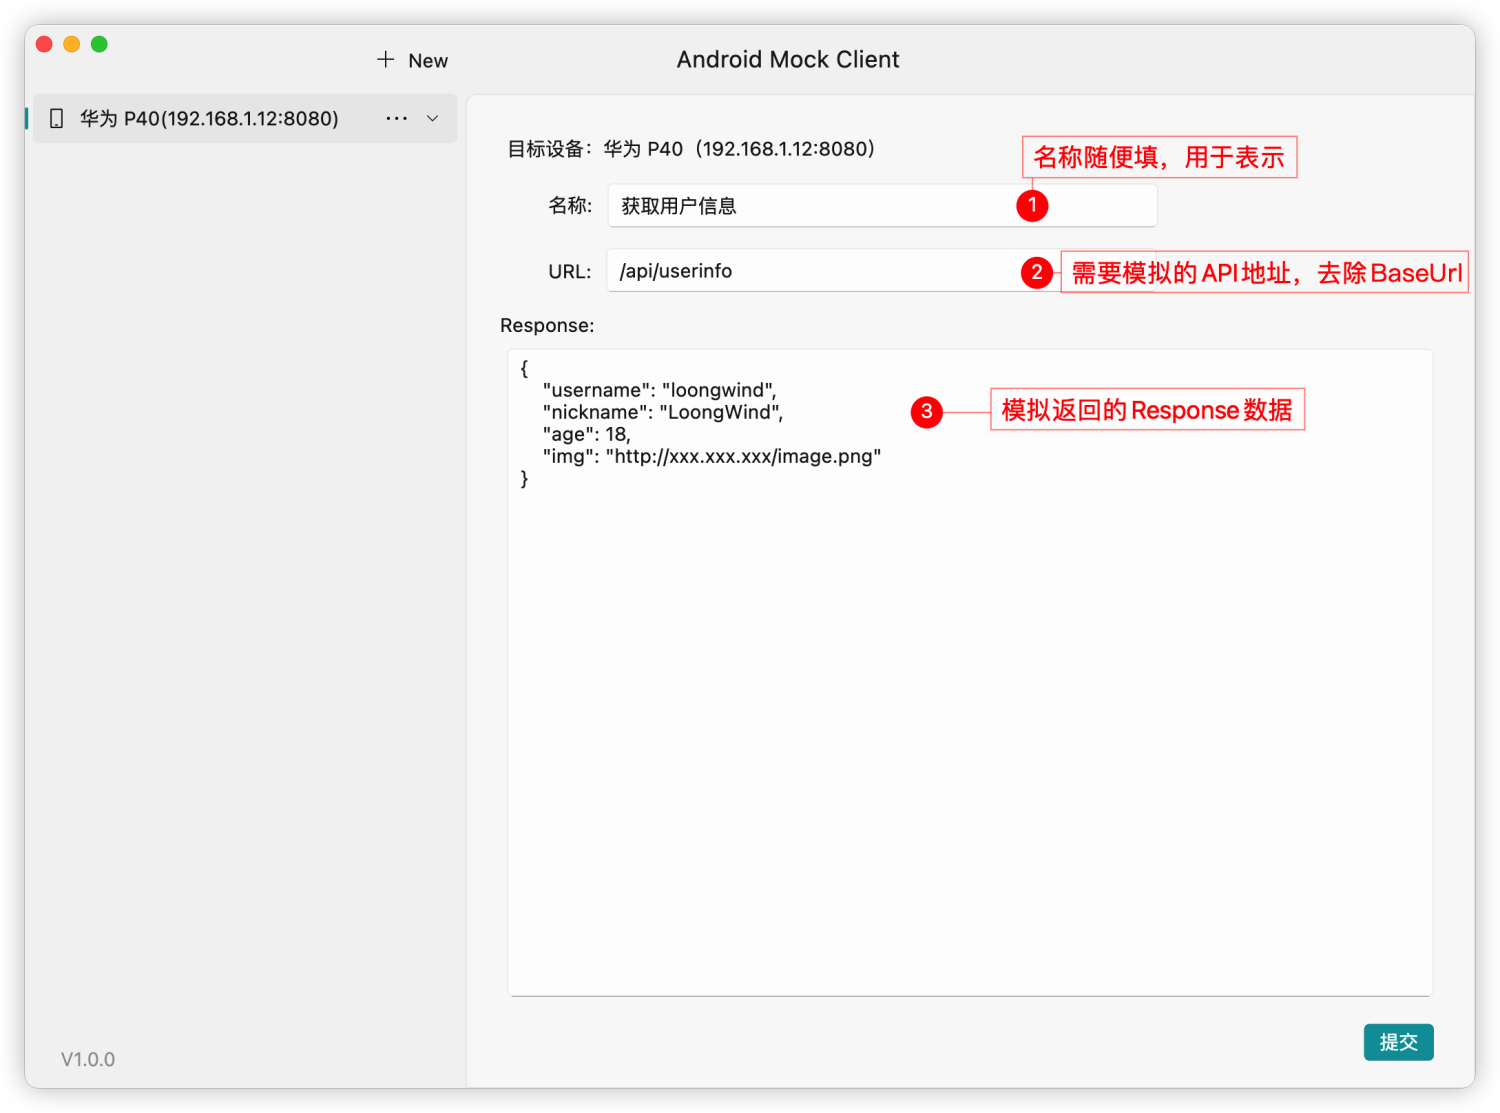 New
Android Mock Client
华为 P40(192.168.1.12:8080)
目标设备：华为 P40（192.168.1.12:8080）
名称随便填，用于表示
名称:
获取用户信息
1
URL:
/api/userinfo
2
需要模拟的API地址，去除BaseUrl
Response:
{
"username": "loongwind",
"nickname": "LoongWind",
"age": 18,
"img": "http://xxx.xxx.xxx/image.png"
}
3
模拟返回的Response数据
提交
V1.0.0